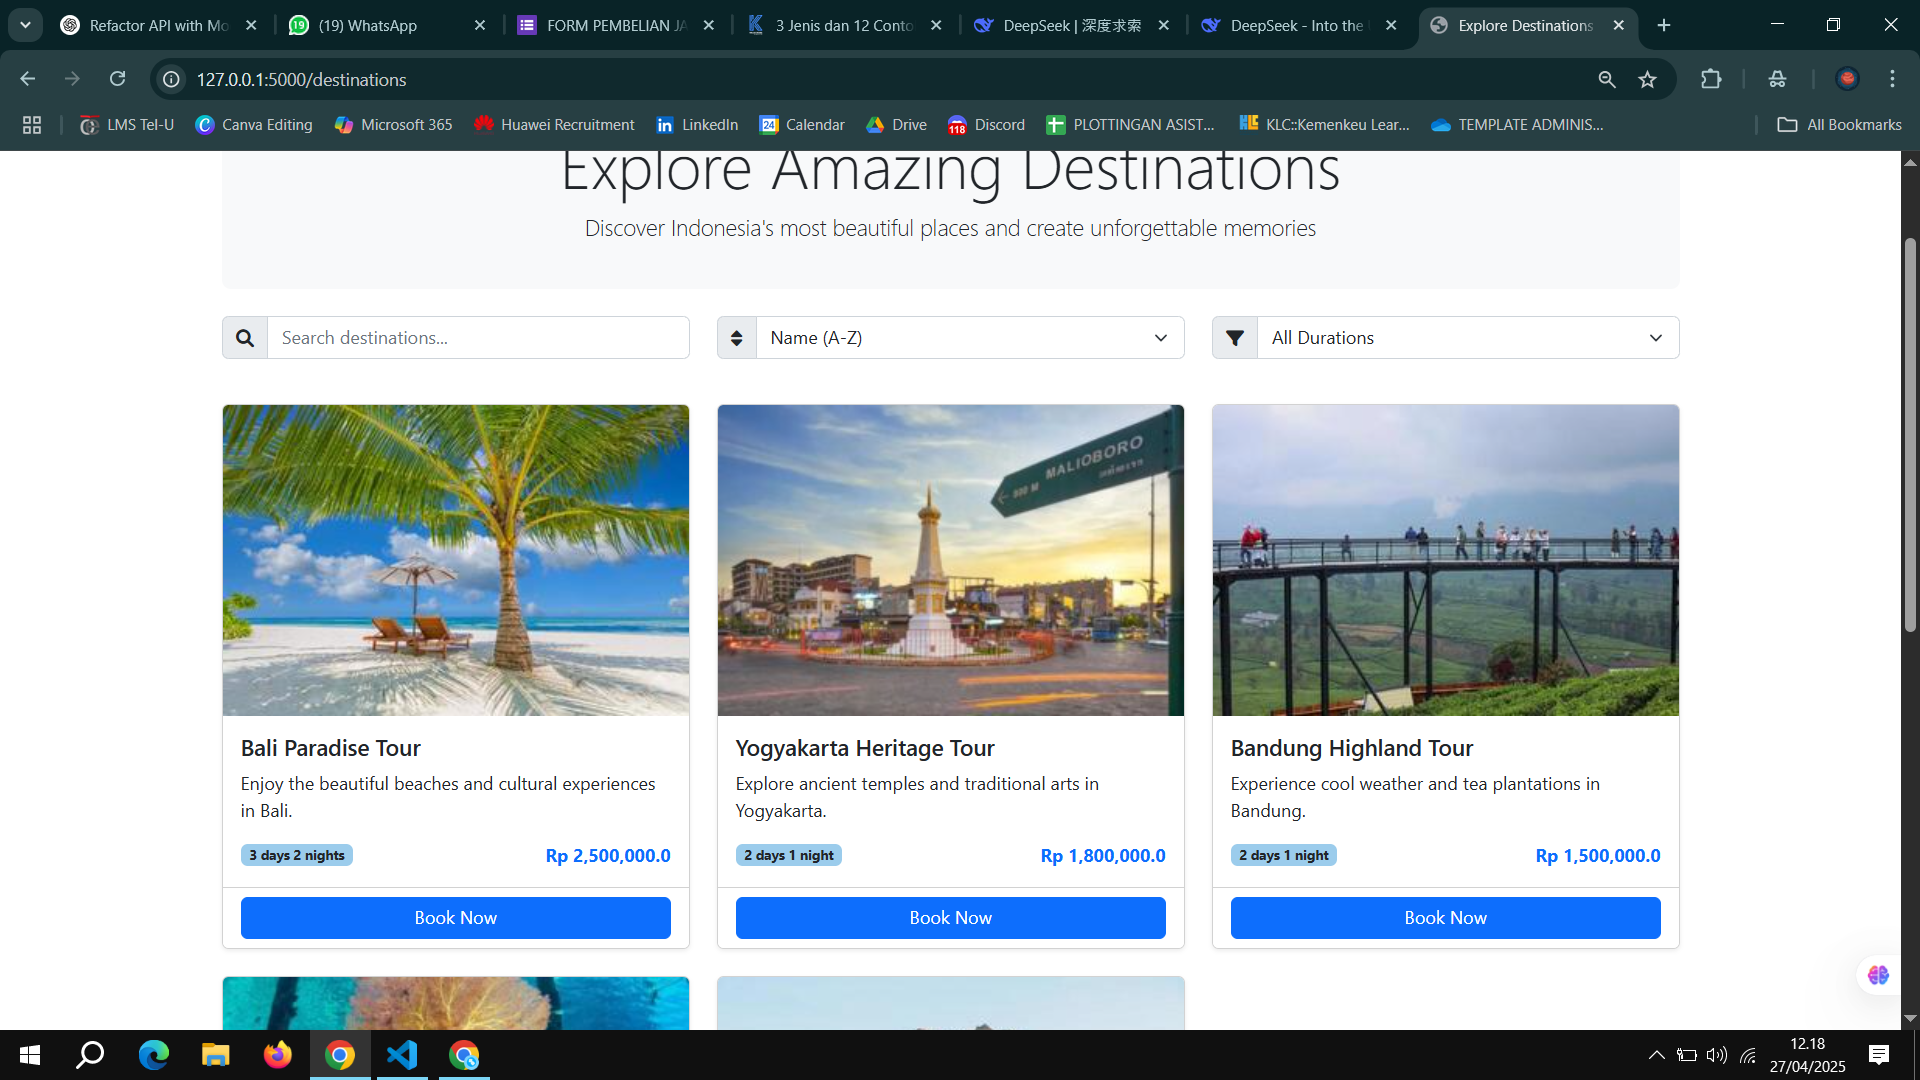 Refactor API with Mo
(19) WhatsApp
FORM PEMBELIAN JA
3 Jenis dan 12 Conto
DeepSeek | 深度求索
DeepSeek - Into the
Explore Destinations
127.0.0.1:5000/destinations
LMS Tel-U
Canva Editing
Microsoft 365
Huawei Recruitment
LinkedIn
24
Calendar
Drive
118
Discord
PLOTTINGAN ASIST...
KLC::Kemenkeu Lear...
TEMPLATE ADMINIS...
All Bookmarks
Explore Amazing Destinations
Discover Indonesia's most beautiful places and create unforgettable memories
Search destinations...
Name (A-Z)
All Durations
MALIOBORO
800 M
Bali Paradise Tour
Enjoy the beautiful beaches and cultural experiences
in Bali.
3 days 2 nights
Rp 2,500,000.0
Book Now
Yogyakarta Heritage Tour
Explore ancient temples and traditional arts in
Yogyakarta.
2 days 1 night
Rp 1,800,000.0
Book Now
Bandung Highland Tour
Experience cool weather and tea plantations in
Bandung.
2 days 1 night
Rp 1,500,000.0
Book Now
12.18
27/04/2025